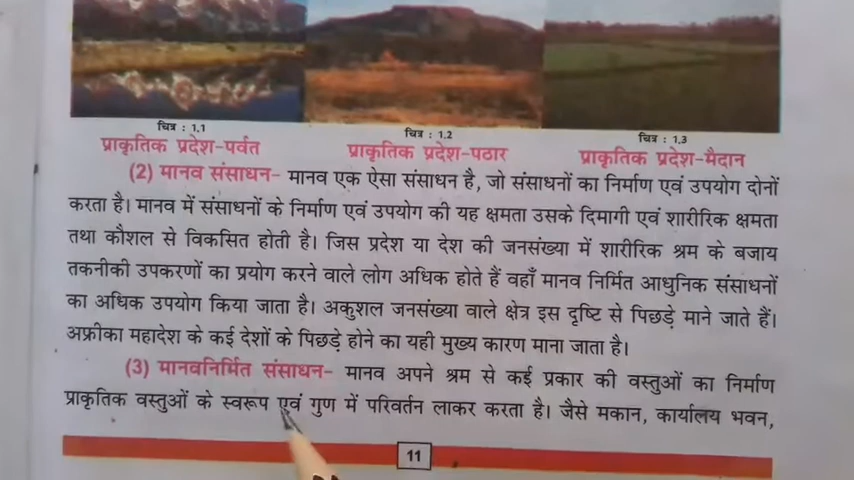 चित्र : 1.1
चित्र : 1.2
चित्र : 1.3
प्राकृतिक प्रदेश-पर्वत
प्राकृतिक प्रदेश-पठार
प्राकृतिक प्रदेश-मैदान
(2) मानव संसाधन- मानव एक ऐसा संसाधन है, जो संसाधनों का निर्माण एवं उपयोग दोनों
करता है। मानव में संसाधनों के निर्माण एवं उपयोग की यह क्षमता उसके दिमागी एवं शारीरिक क्षमता
तथा कौशल से विकसित होती है। जिस प्रदेश या देश की जनसंख्या में शारीरिक श्रम के बजाय
तकनीकी उपकरणों का प्रयोग करने वाले लोग अधिक होते हैं वहाँ मानव निर्मित आधुनिक संसाधनों
का अधिक उपयोग किया जाता है। अकुशल जनसंख्या वाले क्षेत्र इस दृष्टि से पिछड़े माने जाते हैं।
अफ्रीका महादेश के कई देशों के पिछड़े होने का यही मुख्य कारण माना जाता है।
(3) मानवनिर्मित संसाधन- मानव अपने श्रम से कई प्रकार की वस्तुओं का निर्माण
प्राकृतिक वस्तुओं के स्वरूप एवं गुण में परिवर्तन लाकर करता है। जैसे मकान, कार्यालय भवन,
11